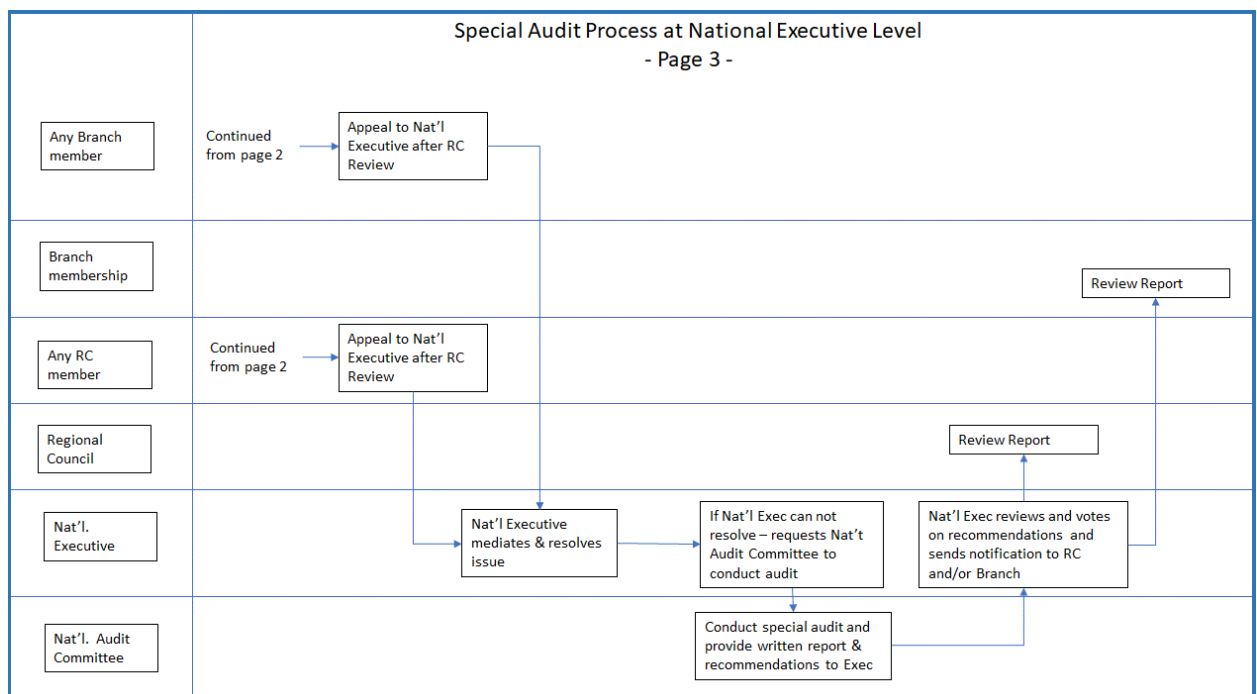 Special Audit Process at National Executive Level
- Page 3 -
Any Branch
member
Continued
from page 2
Appeal to Nat’l
Executive after RC
Review
Branch
membership
Review Report
Any RC
member
Continued
from page 2
Appeal to Nat’l
Executive after RC
Review
Regional
Council
Review Report
Nat’l.
Executive
Nat’l Executive
mediates & resolves
issue
If Nat’l Exec can not
resolve – requests Nat’t
Audit Committee to
conduct audit
Nat’l Exec reviews and votes
on recommendations and
sends notification to RC
and/or Branch
Nat’l. Audit
Committee
Conduct special audit and
provide written report &
recommendations to Exec